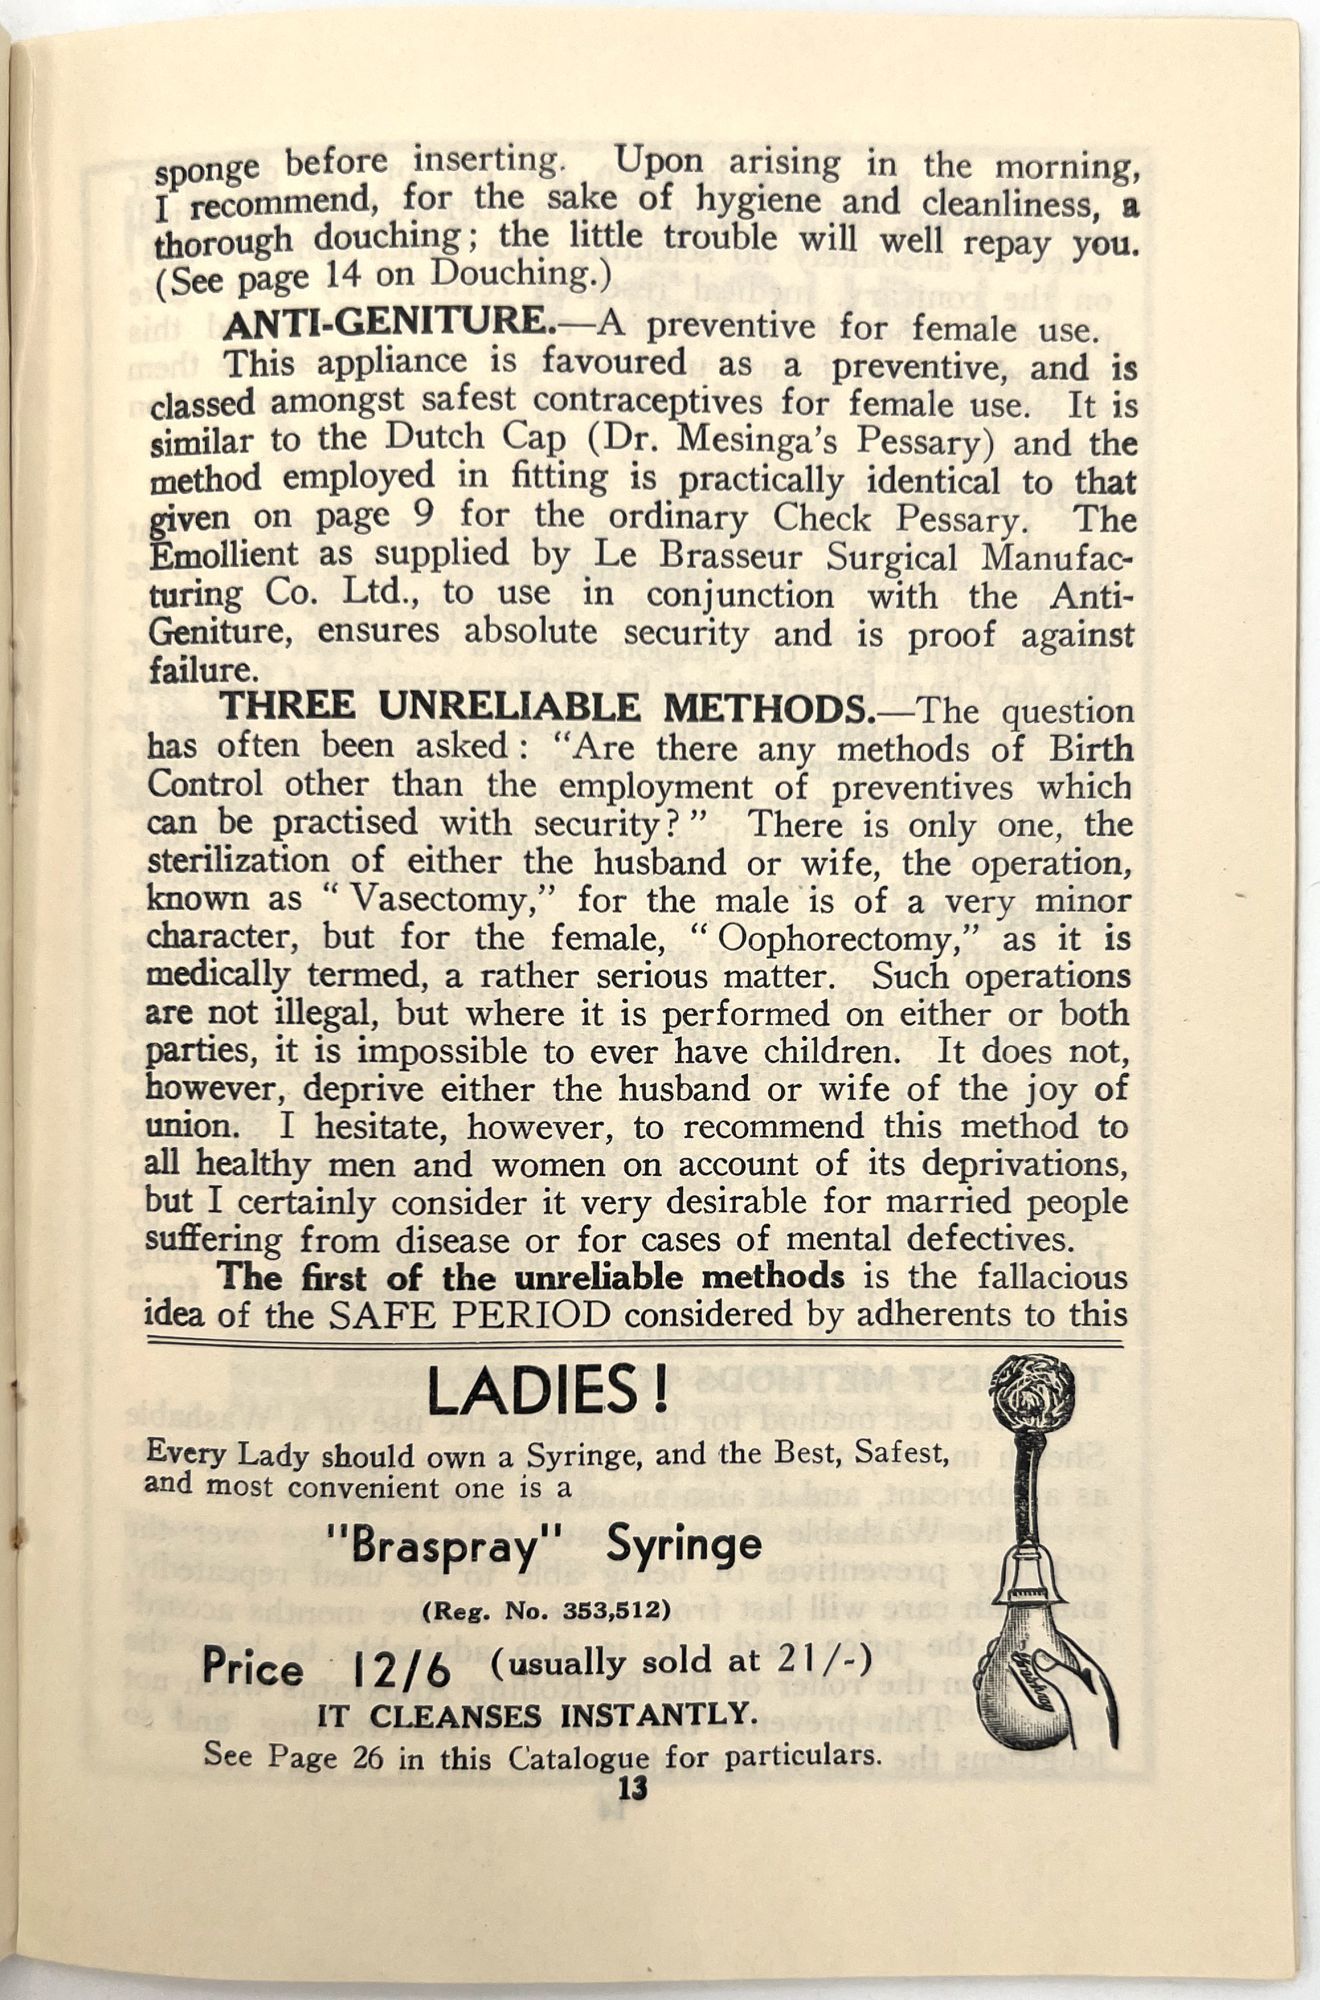 sponge before inserting. Upon arising in the morning,
I recommend, for the sake of hygiene and cleanliness, a
thorough douching; the little trouble will well repay you.
(See page 14 on Douching.)
ANTI-GENITURE.—A preventive for female use.
This appliance is favoured as a preventive, and is
classed amongst safest contraceptives for female use. It is
similar to the Dutch Cap (Dr. Mesinga's Pessary) and the
method employed in fitting is practically identical to that
given on page 9 for the ordinary Check Pessary. The
Emollient as supplied by Le Brasseur Surgical Manufac-
turing Co. Ltd., to use in conjunction with the Anti-
Geniture, ensures absolute security and is proof against
failure.
THREE UNRELIABLE METHODS.—The question
has often been asked : "Are there any methods of Birth
Control other than the employment of preventives which
can be practised with security?" There is only one, the
sterilization of either the husband or wife, the operation,
known as "Vasectomy," for the male is of a very minor
character, but for the female, "Oophorectomy," as it is
medically termed, a rather serious matter. Such operations
are not illegal, but where it is performed on either or both
parties, it is impossible to ever have children. It does not,
however, deprive either the husband or wife of the joy of
union. I hesitate, however, to recommend this method to
all healthy men and women on account of its deprivations,
but I certainly consider it very desirable for married people
suffering from disease or for cases of mental defectives.
The first of the unreliable methods is the fallacious
idea of the SAFE PERIOD considered by adherents to this
LADIES!
Every Lady should own a Syringe, and the Best, Safest,
and most convenient one is a
"Braspray" Syringe
(Reg. No. 353,512)
Price 12/6 (usually sold at 21/-)
IT CLEANSES INSTANTLY.
See Page 26 in this Catalogue for particulars.
13